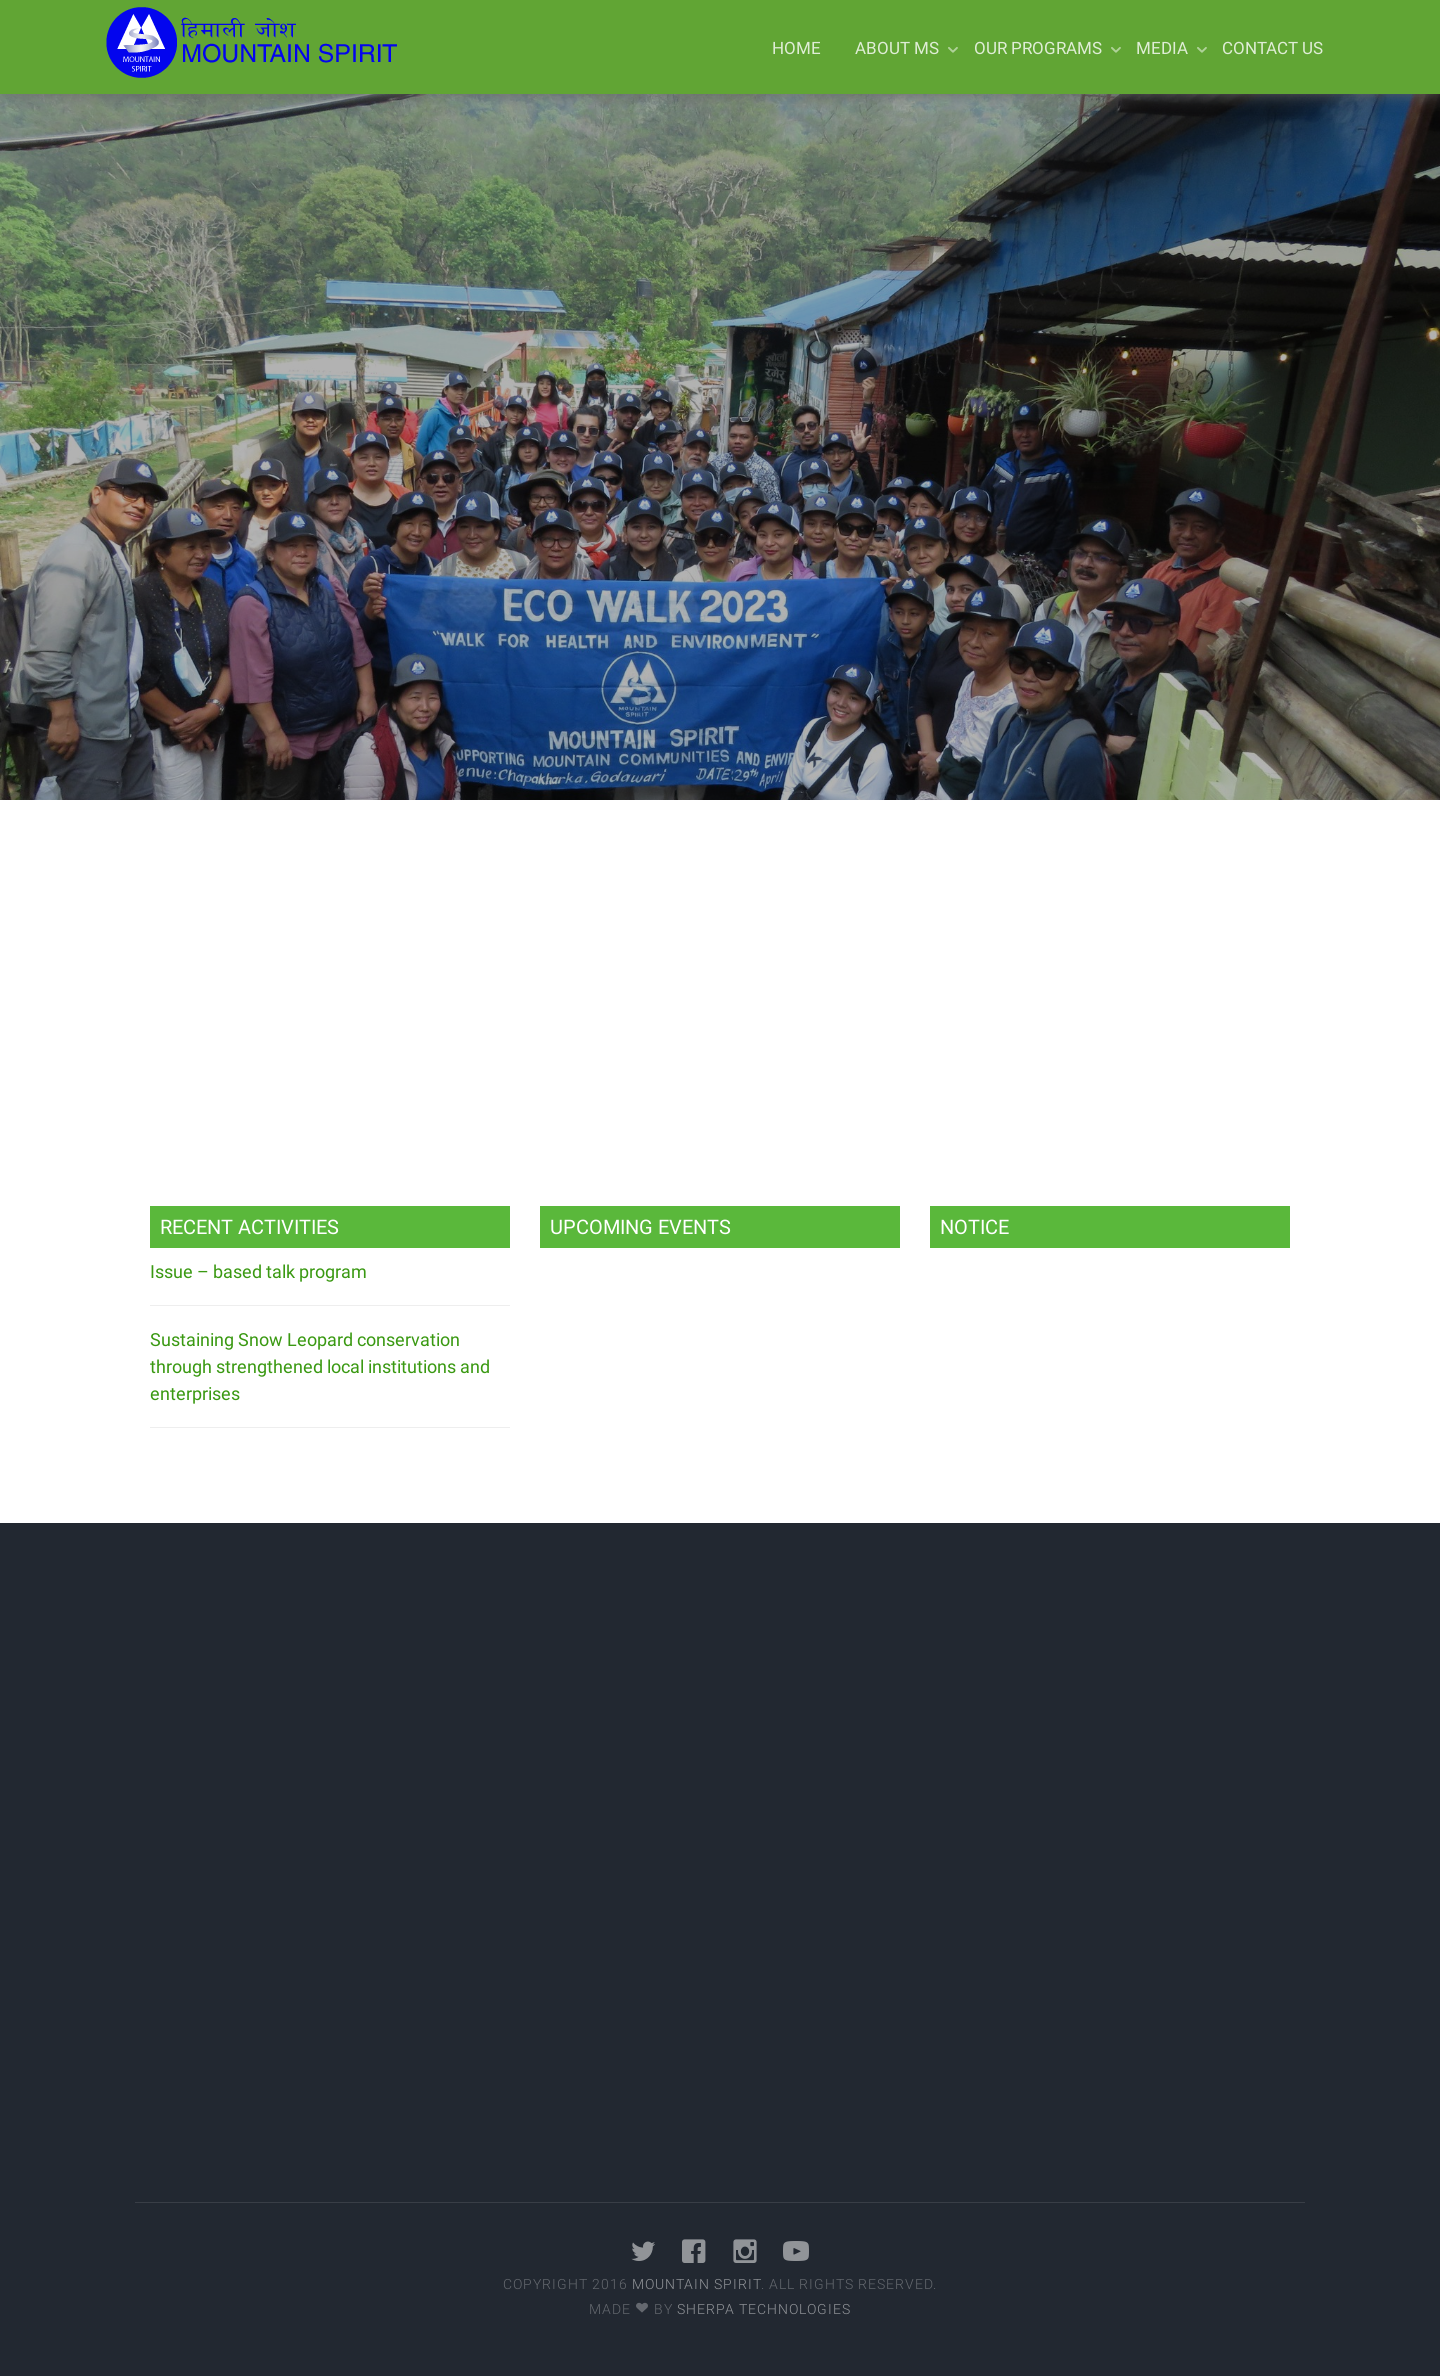 हिमाली जोश
MOUNTAIN SPIRIT
MOUNTAIN
SPIRIT
HOME ABOUT MS OUR PROGRAMS MEDIA CONTACT US
ECO WALK 2023
"WALK FOR HEALTH AND ENVIRONMENT"
MOUNTAIN
SPIRIT
MOUNTAIN SPIRIT
SUPPORTING MOUNTAIN COMMUNITIES AND ENVIR
enue: Chapakharka, Godawari DATE: 29th April
RECENT ACTIVITIES
Issue – based talk program
Sustaining Snow Leopard conservation
through strengthened local institutions and
enterprises
UPCOMING EVENTS
NOTICE
COPYRIGHT 2016 MOUNTAIN SPIRIT. ALL RIGHTS RESERVED.
MADE ❤ BY SHERPA TECHNOLOGIES